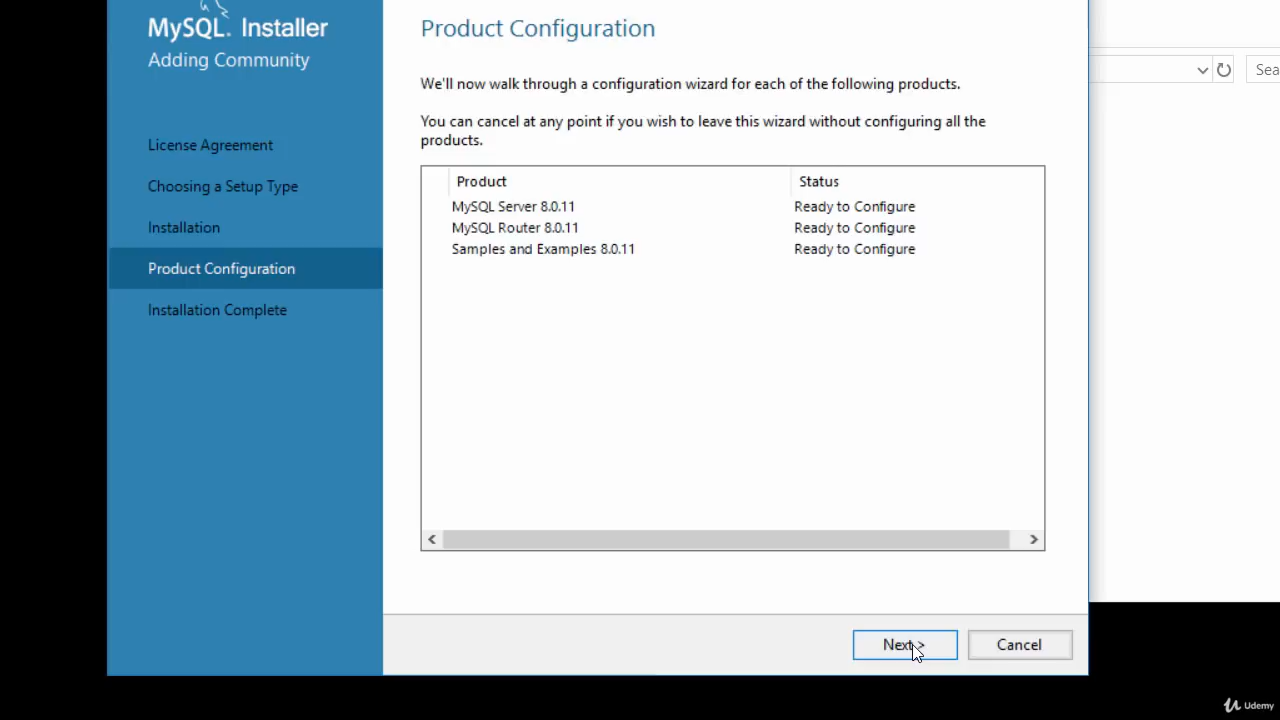 MySQL. Installer
Adding Community
License Agreement
Choosing a Setup Type
Installation
Product Configuration
Installation Complete
Product Configuration
We'll now walk through a configuration wizard for each of the following products.
You can cancel at any point if you wish to leave this wizard without configuring all the
products.
Product Status
MySQL Server 8.0.11 Ready to Configure
MySQL Router 8.0.11 Ready to Configure
Samples and Examples 8.0.11 Ready to Configure
Next > Cancel
Sea
Udemy